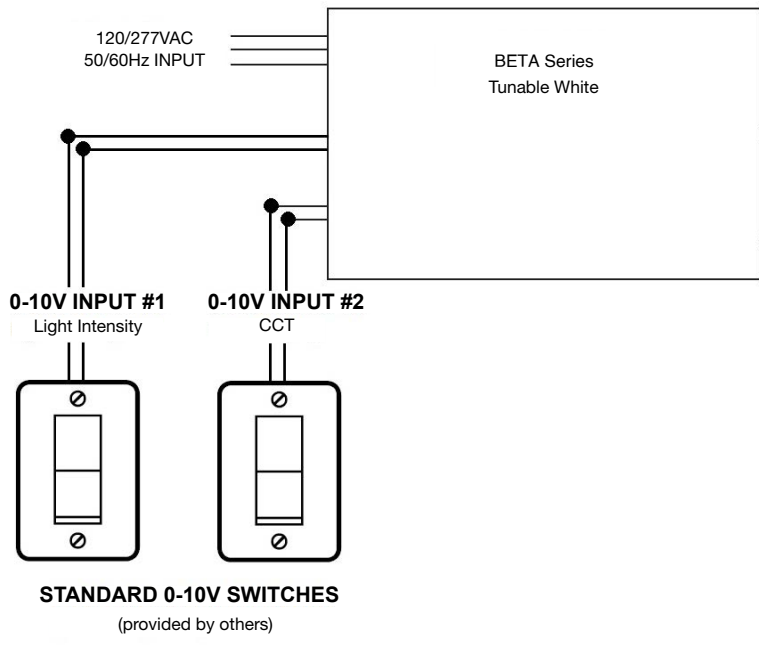 120/277VAC
50/60Hz INPUT
BETA Series
Tunable White
0-10V INPUT #1
Light Intensity
0-10V INPUT #2
CCT
STANDARD 0-10V SWITCHES
(provided by others)